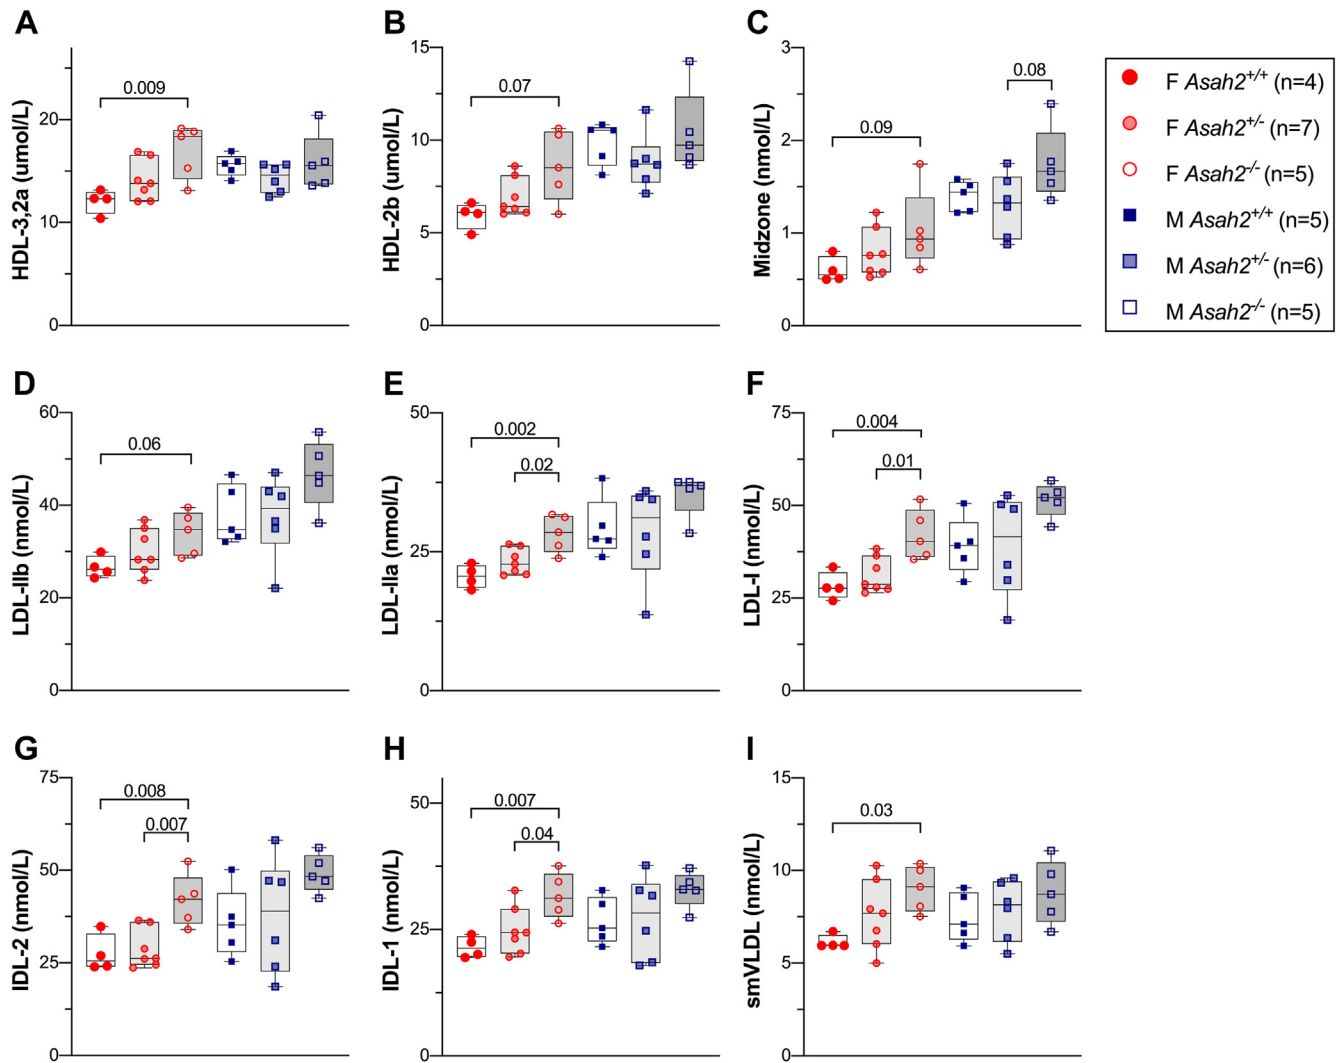 A
HDL-3,2a (umol/L)
20
10
0
0.009
B
HDL-2b (umol/L)
15
10
5
0
0.07
C
Midzone (nmol/L)
3
2
1
0
0.09
0.08
F Asah2+/+ (n=4)
F Asah2+/- (n=7)
F Asah2-/- (n=5)
M Asah2+/+ (n=5)
M Asah2+/- (n=6)
M Asah2-/- (n=5)
D
LDL-IIb (nmol/L)
60
40
20
0
0.06
E
LDL-IIa (nmol/L)
50
25
0
0.002
0.02
F
LDL-I (nmol/L)
75
50
25
0
0.004
0.01
G
IDL-2 (nmol/L)
75
50
25
0
0.008
0.007
H
IDL-1 (nmol/L)
50
25
0
0.007
0.04
I
smVLDL (nmol/L)
15
10
5
0
0.03